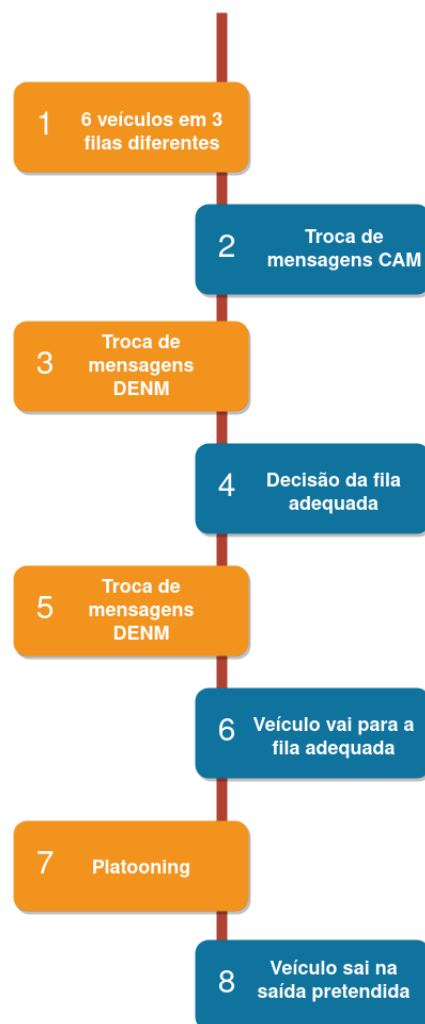 1
6 veículos em 3
filas diferentes
2
Troca de
mensagens CAM
3
Troca de
mensagens
DENM
4
Decisão da fila
adequada
5
Troca de
mensagens
DENM
6
Veículo vai para a
fila adequada
7
Platooning
8
Veículo sai na
saída pretendida